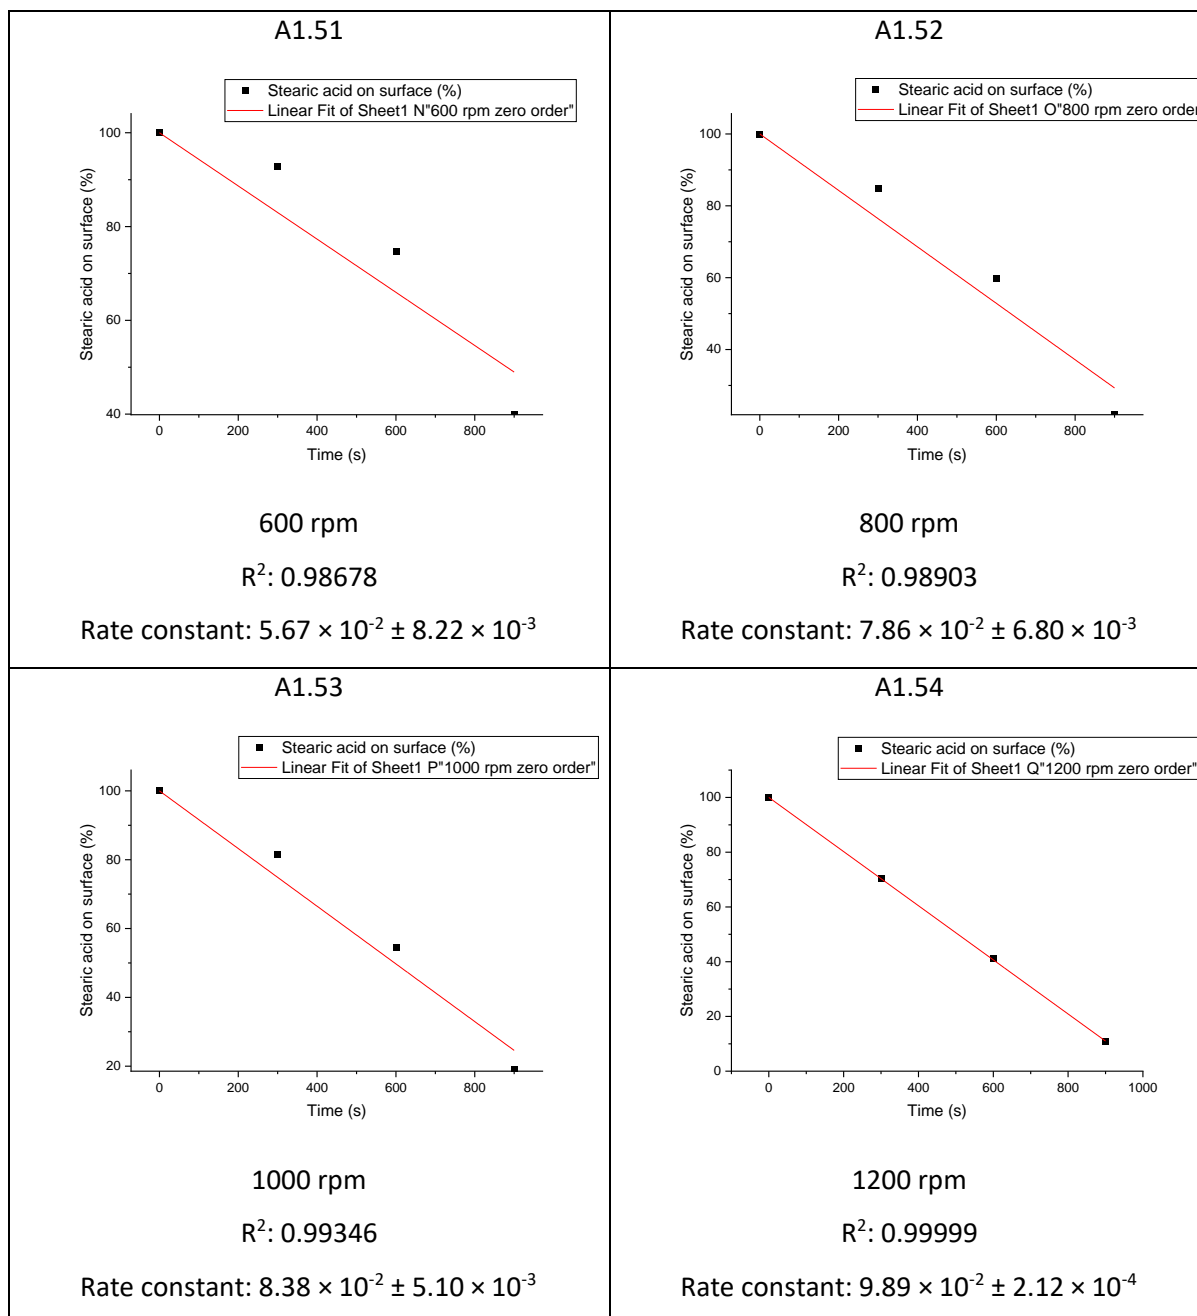 A1.51
Stearic acid on surface (%)
Linear Fit of Sheet1 N"600 rpm zero order"
100
80
60
40
Stearic acid on surface (%)
0
200
400
600
800
Time (s)
600 rpm
R²: 0.98678
Rate constant: 5.67 × 10⁻² ± 8.22 × 10⁻³
A1.52
Stearic acid on surface (%)
Linear Fit of Sheet1 O"800 rpm zero order
100
80
60
40
Stearic acid on surface (%)
0
200
400
600
800
Time (s)
800 rpm
R²: 0.98903
Rate constant: 7.86 × 10⁻² ± 6.80 × 10⁻³
A1.53
Stearic acid on surface (%)
Linear Fit of Sheet1 P"1000 rpm zero order"
100
80
60
40
20
Stearic acid on surface (%)
0
200
400
600
800
Time (s)
1000 rpm
R²: 0.99346
Rate constant: 8.38 × 10⁻² ± 5.10 × 10⁻³
A1.54
Stearic acid on surface (%)
Linear Fit of Sheet1 Q"1200 rpm zero order"
100
80
60
40
20
0
Stearic acid on surface (%)
0
200
400
600
800
1000
Time (s)
1200 rpm
R²: 0.99999
Rate constant: 9.89 × 10⁻² ± 2.12 × 10⁻⁴